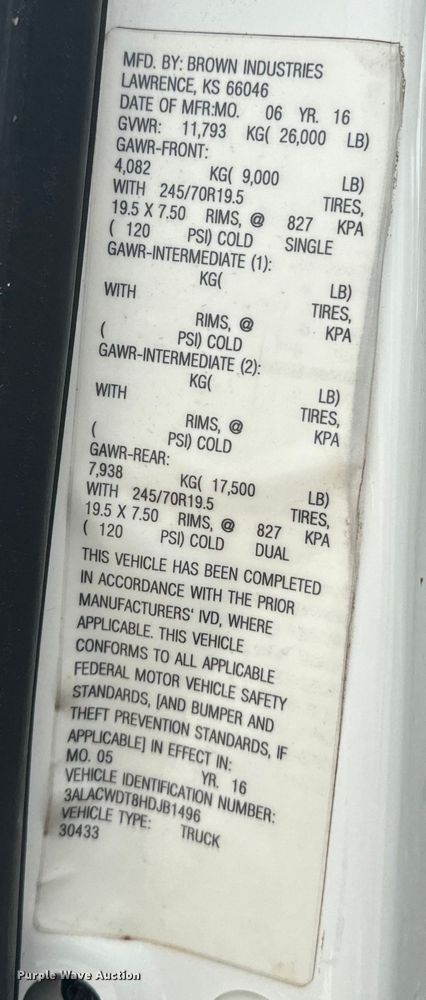 MFD. BY: BROWN INDUSTRIES
LAWRENCE, KS 66046
DATE OF MFR:MO. 06 YR. 16
GVWR: 11,793 KG( 26,000 LB)
GAWR-FRONT:
4,082 KG( 9,000 LB)
WITH 245/70R19.5 TIRES,
19.5 X 7.50 RIMS, @ 827 KPA
( 120 PSI) COLD SINGLE
GAWR-INTERMEDIATE (1):
KG( LB)
WITH TIRES,
RIMS, @ KPA
( PSI) COLD
GAWR-INTERMEDIATE (2):
KG( LB)
WITH TIRES,
RIMS, @ KPA
( PSI) COLD
GAWR-REAR:
7,938 KG( 17,500 LB)
WITH 245/70R19.5 TIRES,
19.5 X 7.50 RIMS, @ 827 KPA
( 120 PSI) COLD DUAL
THIS VEHICLE HAS BEEN COMPLETED
IN ACCORDANCE WITH THE PRIOR
MANUFACTURERS' IVD, WHERE
APPLICABLE. THIS VEHICLE
CONFORMS TO ALL APPLICABLE
FEDERAL MOTOR VEHICLE SAFETY
STANDARDS, [AND BUMPER AND
THEFT PREVENTION STANDARDS, IF
APPLICABLE] IN EFFECT IN:
MO. 05 YR. 16
VEHICLE IDENTIFICATION NUMBER:
3ALACWDT8HDJB1496
VEHICLE TYPE: TRUCK
30433
Purple Wave Auction